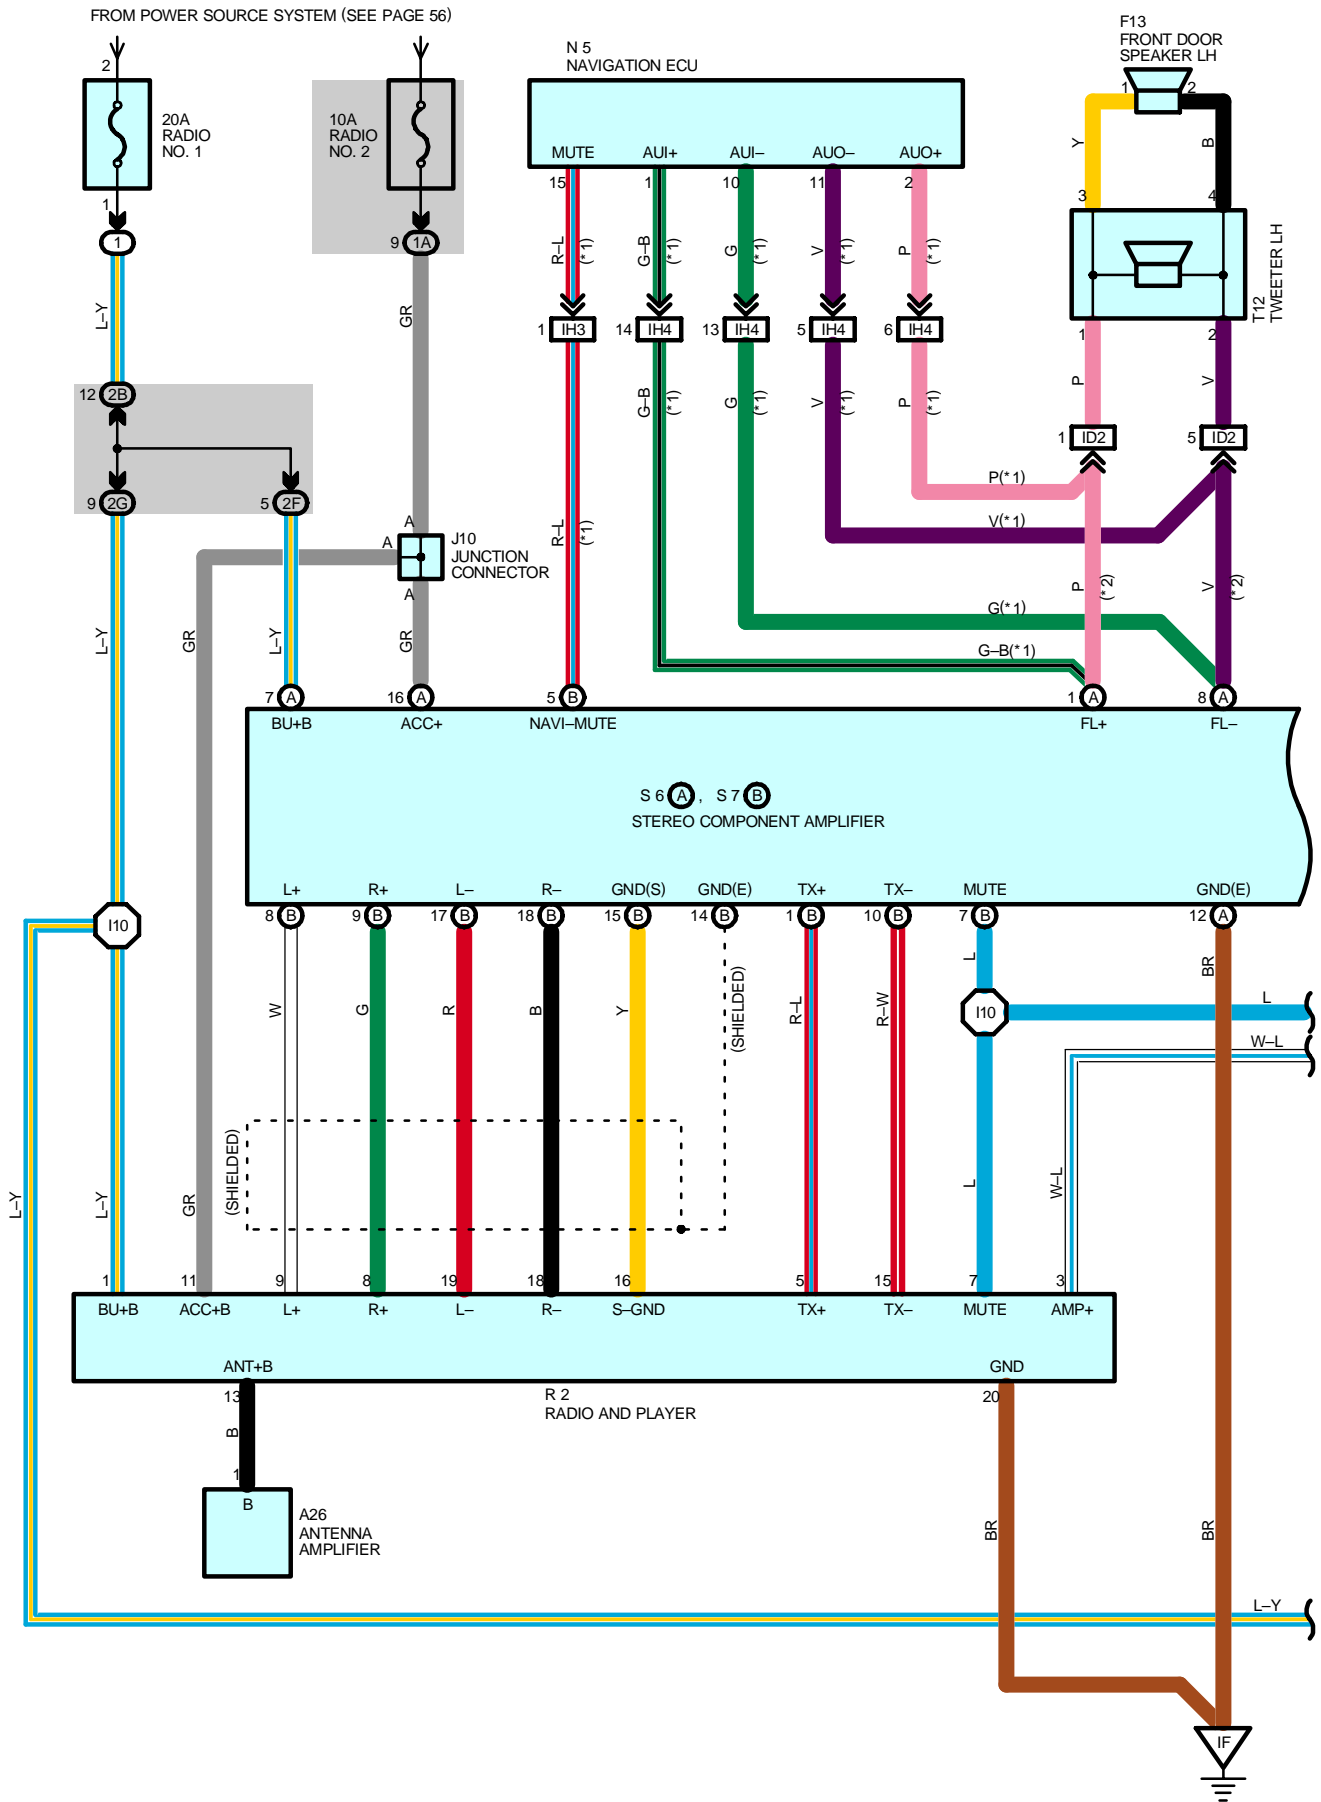 FROM POWER SOURCE SYSTEM (SEE PAGE 56)
F13
FRONT DOOR
SPEAKER LH
N 5
NAVIGATION ECU
2
1
2
20A
RADIO
NO. 1
10A
RADIO
NO. 2
MUTE
AUI+
AUI–
AUO–
AUO+
Y
B
15
1
10
11
2
3
4
1
1
9
1A
R–L
(*1)
G–B
(*1)
G
(*1)
V
(*1)
P
(*1)
T12
TWEETER LH
L–Y
GR
1
IH3
14
IH4
13
IH4
5
IH4
6
IH4
1
2
P
V
12
2B
G–B
(*1)
G
(*1)
V
(*1)
P
(*1)
1
ID2
5
ID2
9
2G
5
2F
P(*1)
V(*1)
A
A
J10
JUNCTION
CONNECTOR
A
R–L
(*1)
P
(*2)
V
(*2)
G(*1)
L–Y
GR
L–Y
GR
G–B(*1)
7
A
16
A
5
B
1
A
8
A
BU+B
ACC+
NAVI–MUTE
FL+
FL–
S 6
A
,
S 7
B
STEREO COMPONENT AMPLIFIER
L+
R+
L–
R–
GND(S)
GND(E)
TX+
TX–
MUTE
GND(E)
8
B
9
B
17
B
18
B
15
B
14
B
1
B
10
B
7
B
12
A
I10
L
BR
W
G
R
B
Y
(SHIELDED)
R–L
R–W
I10
L
W–L
(SHIELDED)
L–Y
L–Y
GR
L
W–L
1
11
9
8
19
18
16
5
15
7
3
BU+B
ACC+B
L+
R+
L–
R–
S–GND
TX+
TX–
MUTE
AMP+
ANT+B
GND
13
R 2
RADIO AND PLAYER
20
B
1
B
A26
ANTENNA
AMPLIFIER
BR
BR
L–Y
IF